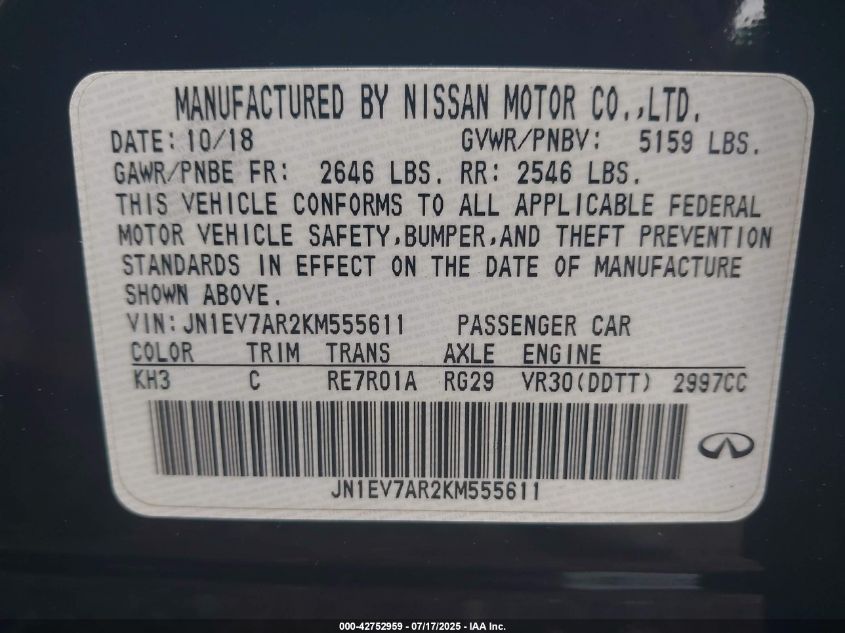 MANUFACTURED BY NISSAN MOTOR CO.,LTD.
DATE: 10/18 GVWR/PNBV: 5159 LBS.
GAWR/PNBE FR: 2646 LBS. RR: 2546 LBS.
THIS VEHICLE CONFORMS TO ALL APPLICABLE FEDERAL
MOTOR VEHICLE SAFETY,BUMPER,AND THEFT PREVENTION
STANDARDS IN EFFECT ON THE DATE OF MANUFACTURE
SHOWN ABOVE.
VIN:JN1EV7AR2KM555611 PASSENGER CAR
COLOR TRIM TRANS AXLE ENGINE
KH3 C RE7R01A RG29 VR30(DDTT) 2997CC
JN1EV7AR2KM555611
000-42752959 - 07/17/2025 - IAA Inc.